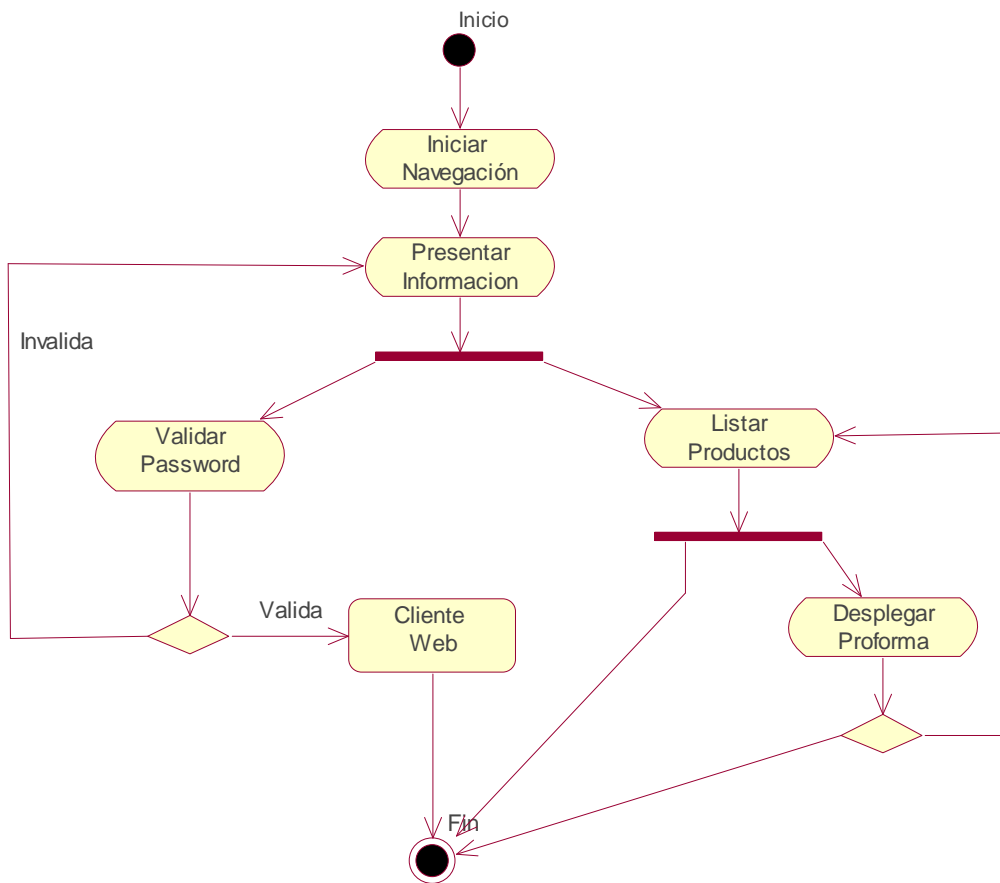 Inicio
Iniciar
Navegación
Presentar
Informacion
Invalida
Validar
Password
Listar
Productos
Valida
Cliente
Web
Desplegar
Proforma
Fin